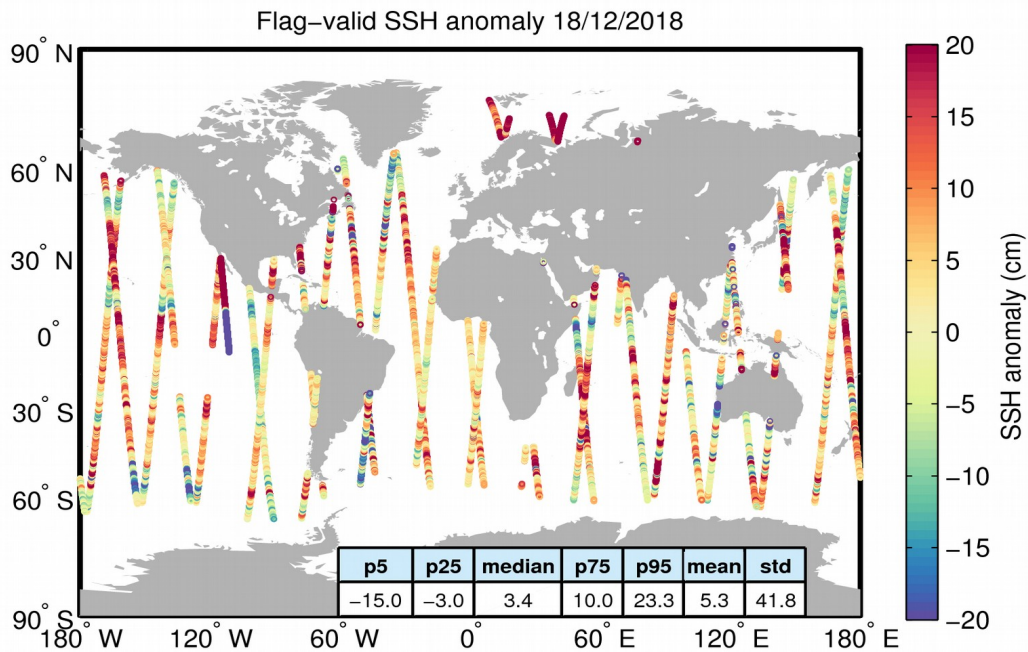 Flag−valid SSH anomaly 18/12/2018
90° N
60° N
30° N
0°
30° S
60° S
90° S
180° W
120° W
60° W
0°
60° E
120° E
180° E
p5 p25 median p75 p95 mean std
−15.0 −3.0 3.4 10.0 23.3 5.3 41.8
20
15
10
5
0
−5
−10
−15
−20
SSH anomaly (cm)